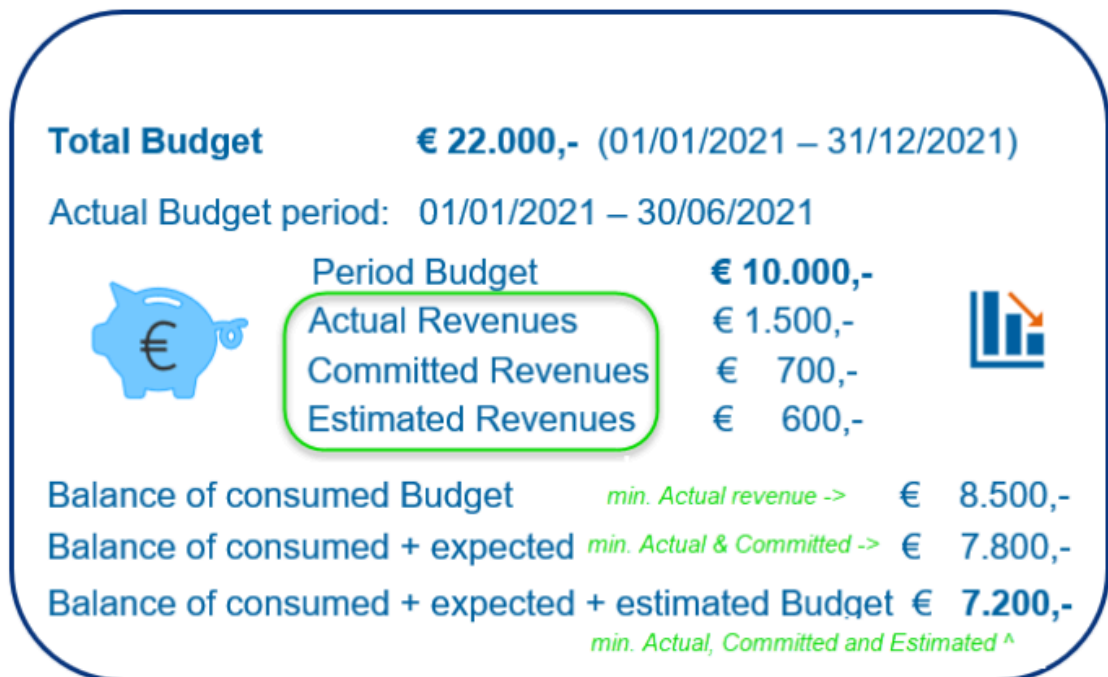 Total Budget € 22.000,- (01/01/2021 – 31/12/2021)
Actual Budget period: 01/01/2021 – 30/06/2021
Period Budget € 10.000,-
Actual Revenues € 1.500,-
Committed Revenues € 700,-
Estimated Revenues € 600,-
€
Balance of consumed Budget min. Actual revenue -> € 8.500,-
Balance of consumed + expected min. Actual & Committed -> € 7.800,-
Balance of consumed + expected + estimated Budget € 7.200,-
min. Actual, Committed and Estimated ^